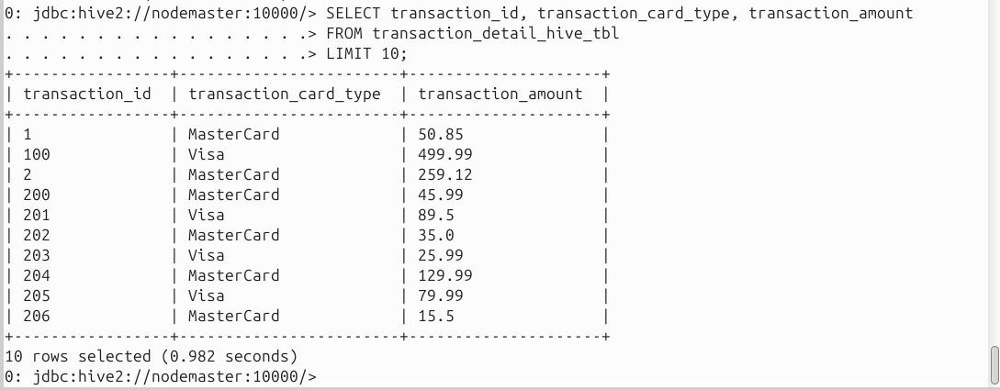 0: jdbc:hive2://nodemaster:10000/> SELECT transaction_id, transaction_card_type, transaction_amount
. . . . . . . . . . . . . . . . .> FROM transaction_detail_hive_tbl
. . . . . . . . . . . . . . . . .> LIMIT 10;
+-----------------+------------------------+---------------------+
| transaction_id  | transaction_card_type  | transaction_amount  |
+-----------------+------------------------+---------------------+
| 1               | MasterCard             | 50.85               |
| 100             | Visa                   | 499.99              |
| 2               | MasterCard             | 259.12              |
| 200             | MasterCard             | 45.99               |
| 201             | Visa                   | 89.5                |
| 202             | MasterCard             | 35.0                |
| 203             | Visa                   | 25.99               |
| 204             | MasterCard             | 129.99              |
| 205             | Visa                   | 79.99               |
| 206             | MasterCard             | 15.5                |
+-----------------+------------------------+---------------------+
10 rows selected (0.982 seconds)
0: jdbc:hive2://nodemaster:10000/>